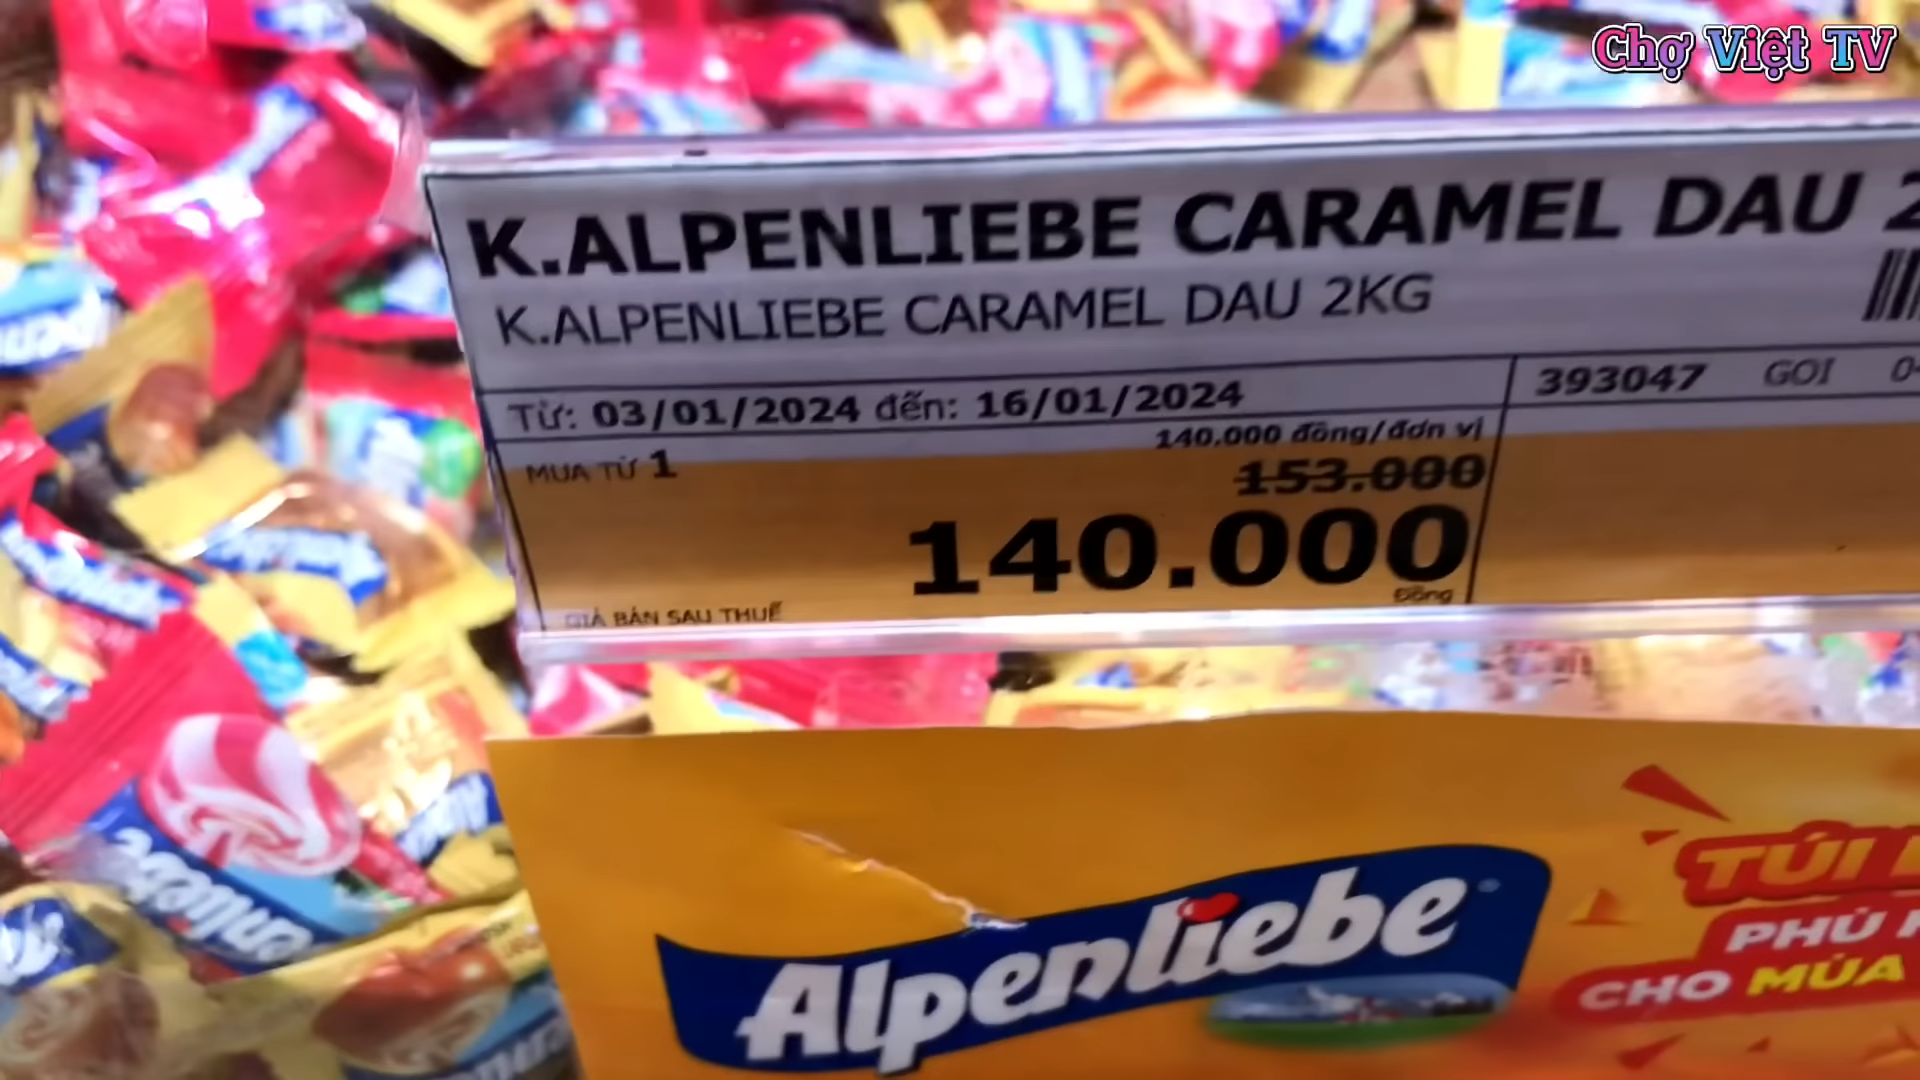 Chợ Việt TV
K.ALPENLIEBE CARAMEL DAU
K.ALPENLIEBE CARAMEL DAU 2KG
Từ: 03/01/2024 đến: 16/01/2024
393047 GOI
140.000 đồng/đơn vị
MUA TỪ 1
153.000
140.000
Đồng
GIÁ BÁN SAU THUẾ
Alpenliebe
TÚI
PHỦ
CHO MÙA